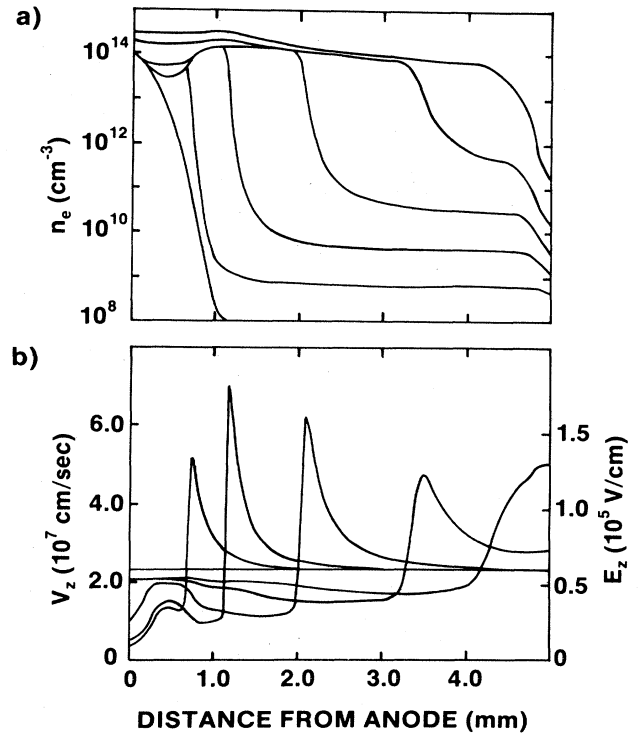 a)
10^14
10^12
10^10
10^8
n_e (cm^-3)
b)
6.0
4.0
2.0
0
V_z (10^7 cm/sec)
1.5
1.0
0.5
0
E_z (10^5 V/cm)
0 1.0 2.0 3.0 4.0
DISTANCE FROM ANODE (mm)